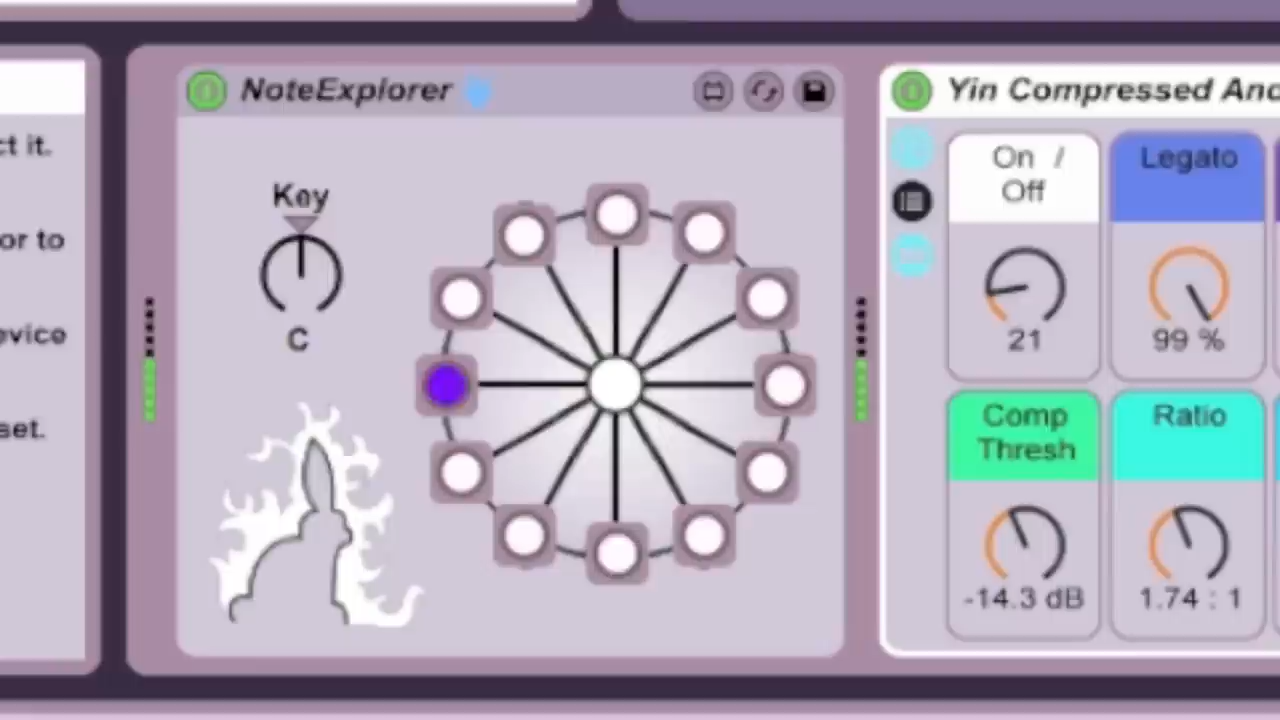 ct it.
or to
evice
set.
NoteExplorer
Key
C
Yin Compressed And
On /
Off
21
Legato
99 %
Comp
Thresh
-14.3 dB
Ratio
1.74 : 1